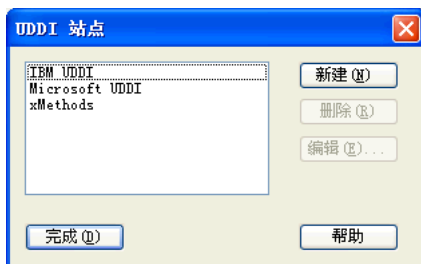 UDDI 站点
IBM UDDI
Microsoft UDDI
xMethods
新建(N)
删除(R)
编辑(E)...
完成(D)
帮助